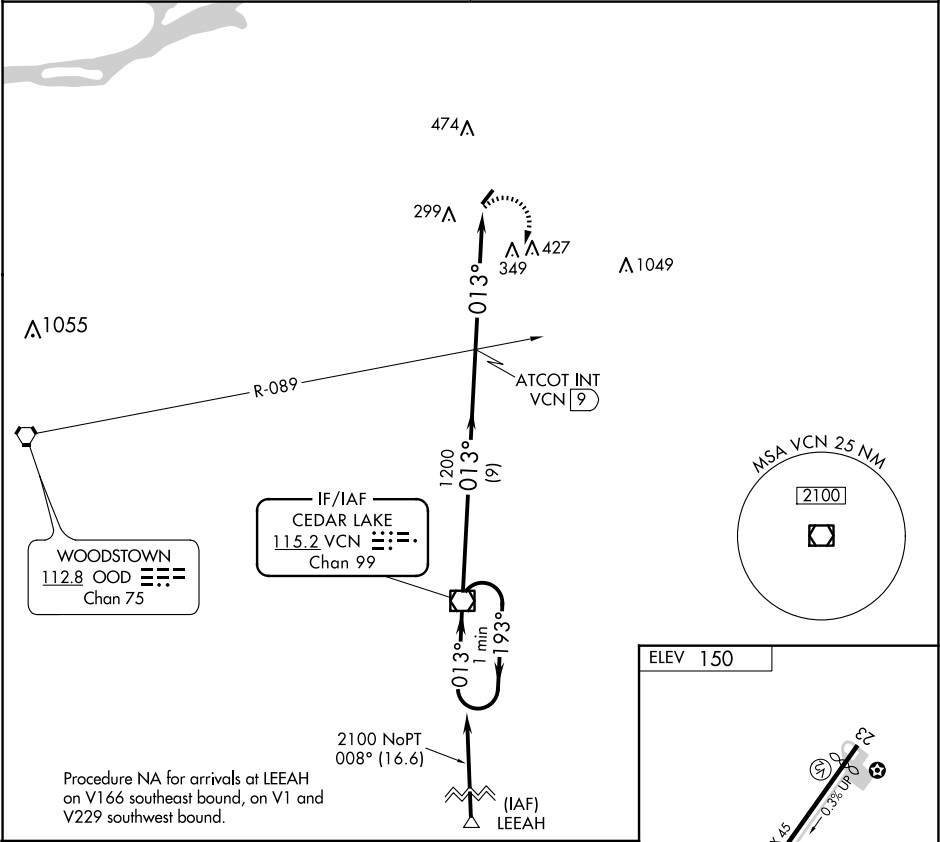 474
299
349
427
1049
1055
013°
R-089
ATCOT INT
VCN 9
1200
013°
(9)
MSA VCN 25 NM
2100
IF/IAF
CEDAR LAKE
115.2 VCN
Chan 99
WOODSTOWN
112.8 OOD
Chan 75
013°
1 min
193°
2100 NoPT
008° (16.6)
(IAF)
LEEAH
Procedure NA for arrivals at LEEAH
on V166 southeast bound, on V1 and
V229 southwest bound.
ELEV 150
23
0.3% UP
X 45